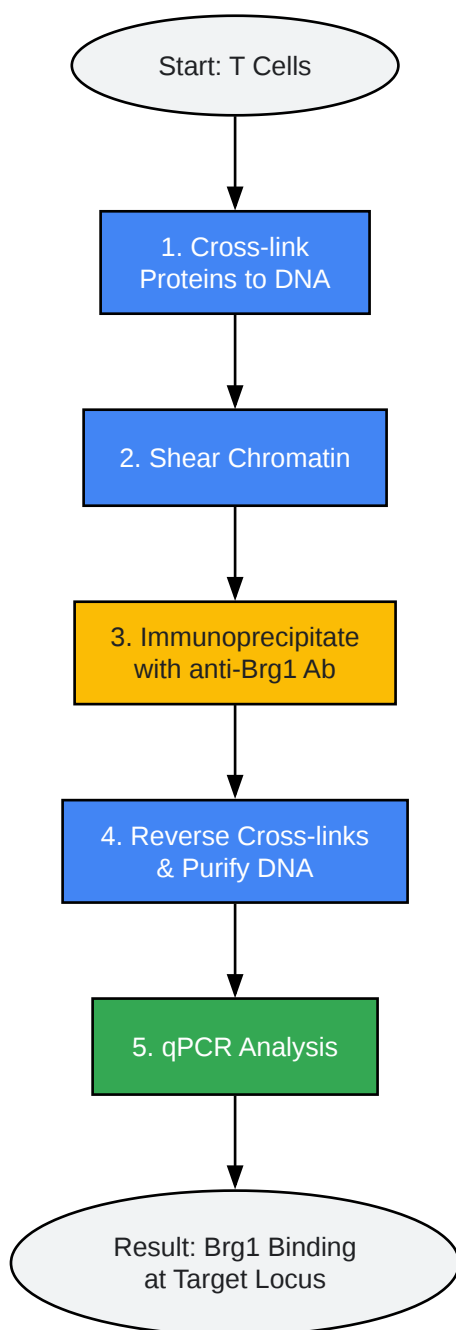 Start: T Cells
1. Cross-link
Proteins to DNA
2. Shear Chromatin
3. Immunoprecipitate
with anti-Brg1 Ab
4. Reverse Cross-links
& Purify DNA
5. qPCR Analysis
Result: Brg1 Binding
at Target Locus